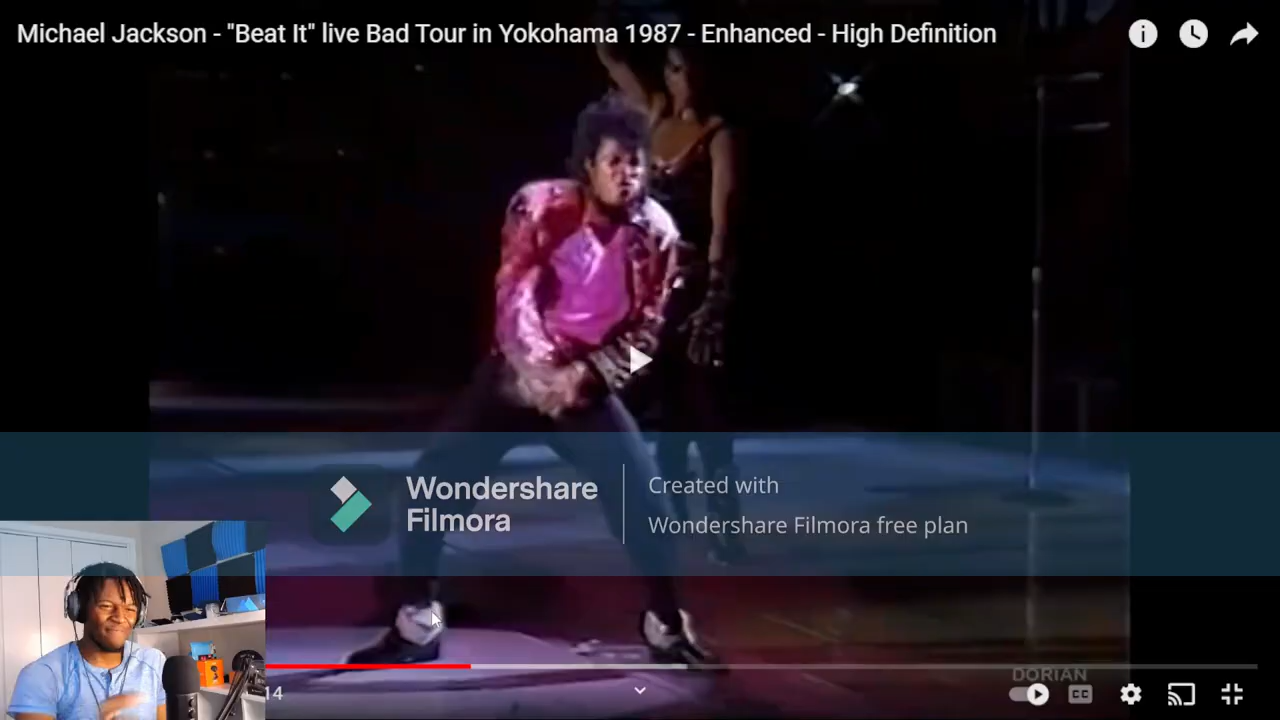 Michael Jackson - "Beat It" live Bad Tour in Yokohama 1987 - Enhanced - High Definition
Wondershare
Filmora
Created with
Wondershare Filmora free plan
DORIAN
14
CC